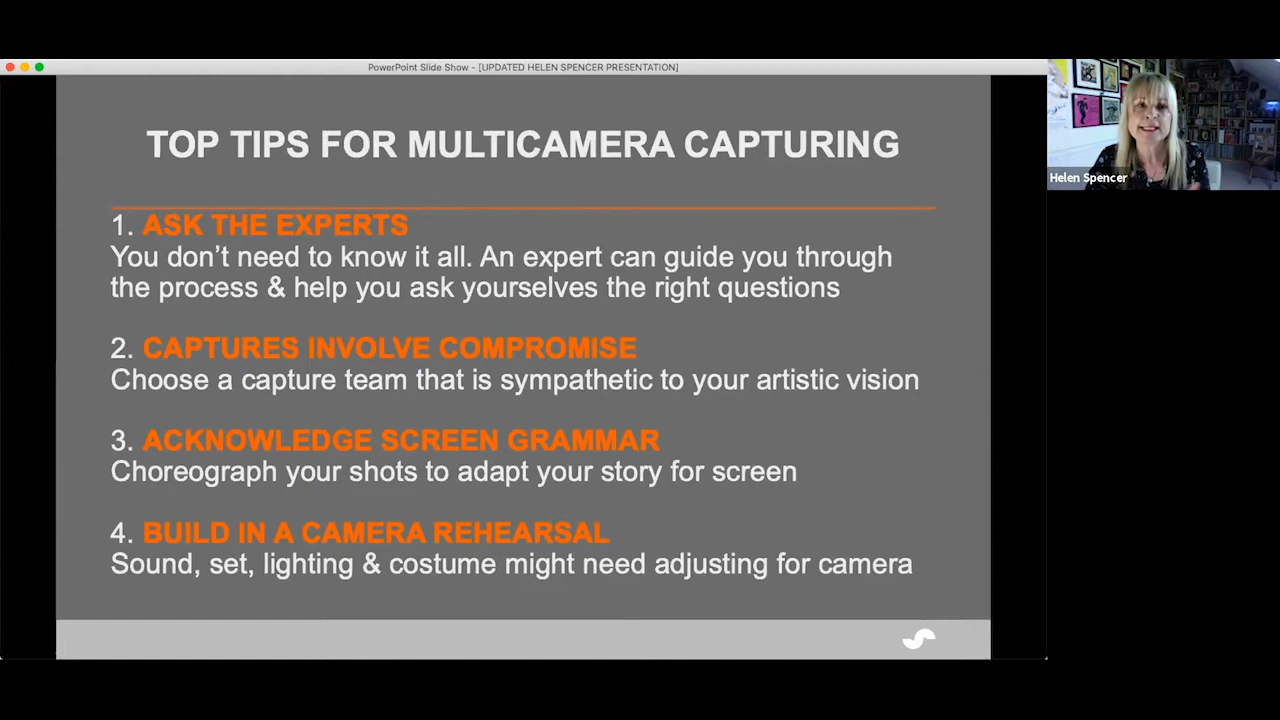 PowerPoint Slide Show - [UPDATED HELEN SPENCER PRESENTATION]
TOP TIPS FOR MULTICAMERA CAPTURING
1. ASK THE EXPERTS
You don’t need to know it all. An expert can guide you through
the process & help you ask yourselves the right questions
2. CAPTURES INVOLVE COMPROMISE
Choose a capture team that is sympathetic to your artistic vision
3. ACKNOWLEDGE SCREEN GRAMMAR
Choreograph your shots to adapt your story for screen
4. BUILD IN A CAMERA REHEARSAL
Sound, set, lighting & costume might need adjusting for camera
Helen Spencer